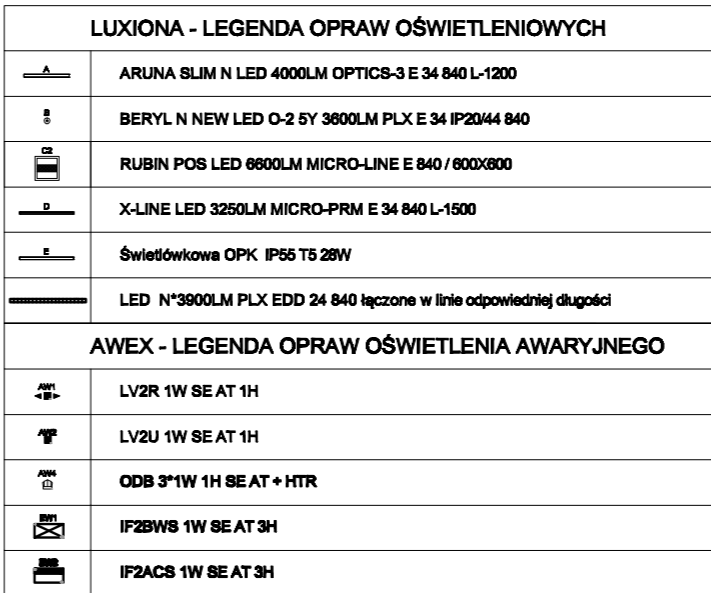 LUXIONA - LEGENDA OPRAW OŚWIETLENIOWYCH
A ARUNA SLIM N LED 4000LM OPTICS-3 E 34 840 L-1200
B BERYL N NEW LED O-2 5Y 3600LM PLX E 34 IP20/44 840
C2 RUBIN POS LED 6600LM MICRO-LINE E 840 / 600X600
D X-LINE LED 3250LM MICRO-PRM E 34 840 L-1500
E Świetlówkowa OPK IP55 T5 28W
LED N*3900LM PLX EDD 24 840 łączone w linie odpowiedniej długości
AWEX - LEGENDA OPRAW OŚWIETLENIA AWARYJNEGO
AW1 LV2R 1W SE AT 1H
AW2 LV2U 1W SE AT 1H
AW4 ODB 3*1W 1H SE AT + HTR
EW1 IF2BWS 1W SE AT 3H
IF2ACS 1W SE AT 3H